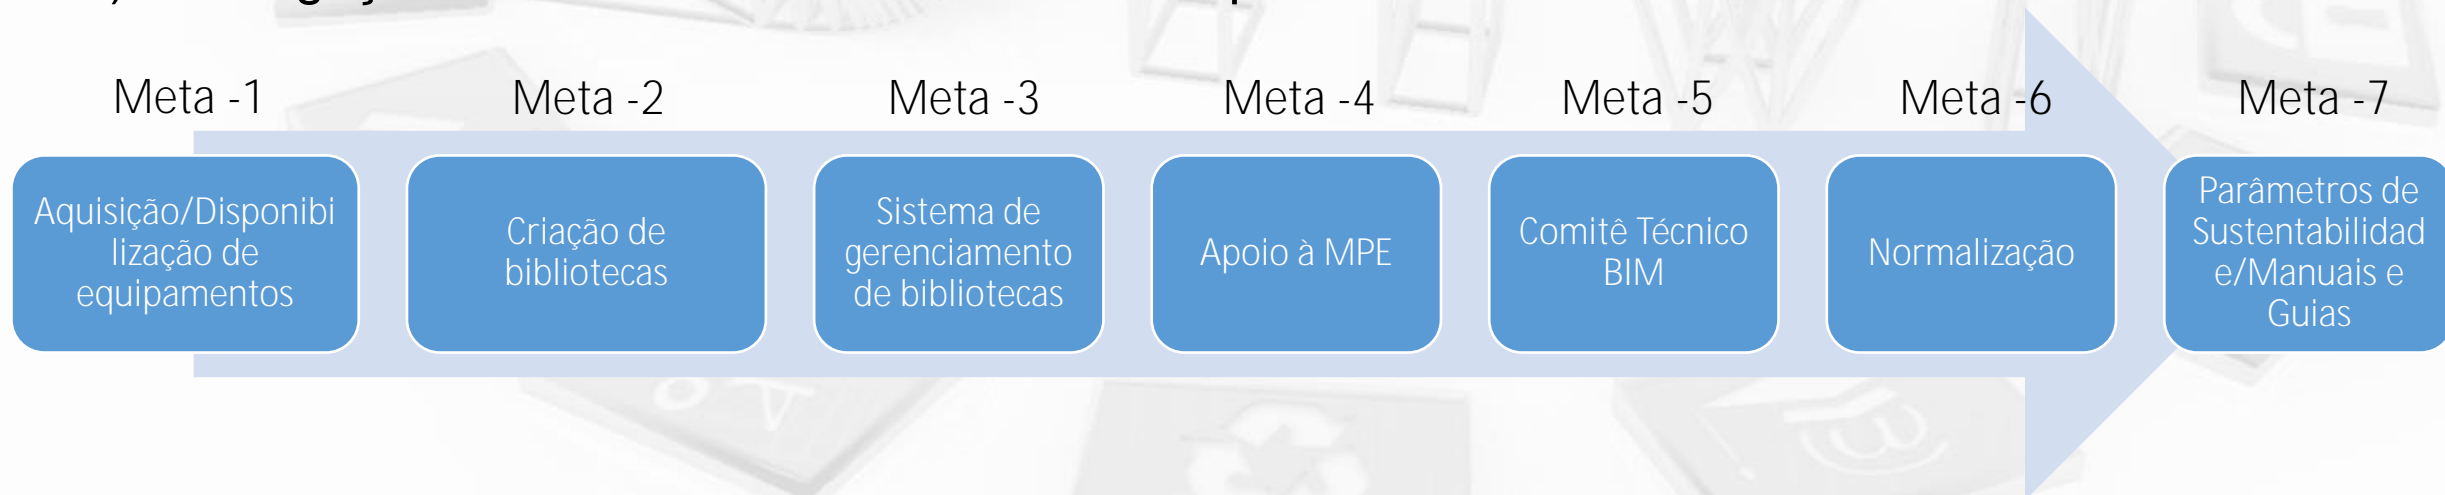 Meta -1
Meta -2
Meta -3
Meta -4
Meta -5
Meta -6
Meta -7
Aquisição/Disponibi
lização de
equipamentos
Criação de
bibliotecas
Sistema de
gerenciamento
de bibliotecas
Apoio à MPE
Comitê Técnico
BIM
Normalização
Parâmetros de
Sustentabilidad
e/Manuais e
Guias